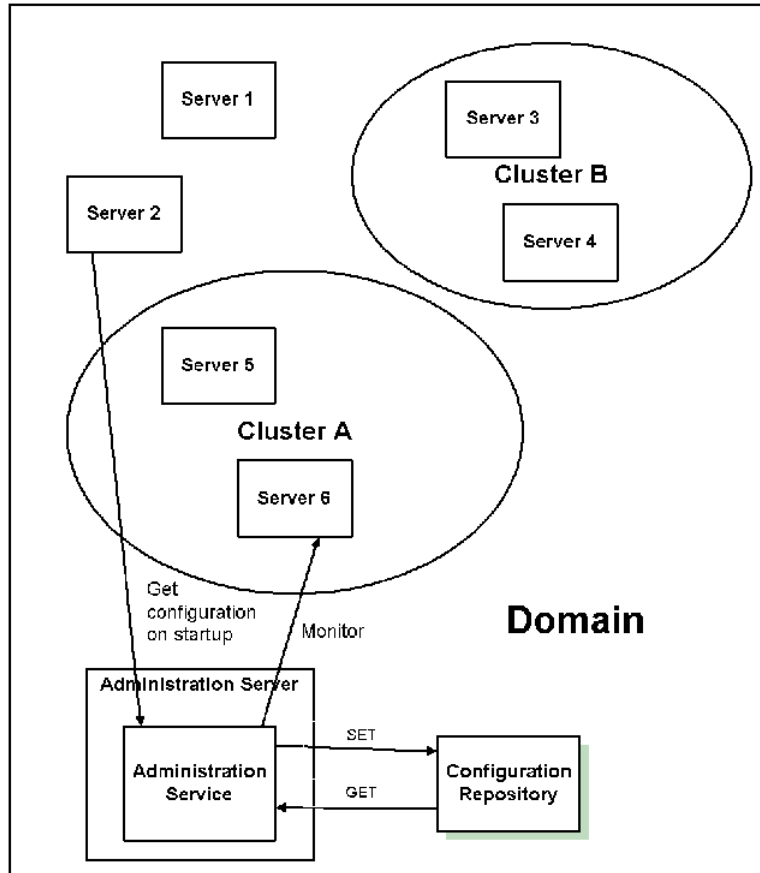 Server 1
Server 3
Cluster B
Server 2
Server 4
Server 5
Cluster A
Server 6
Get
configuration
on startup
Monitor
Domain
Administration Server
Administration
Service
SET
GET
Configuration
Repository